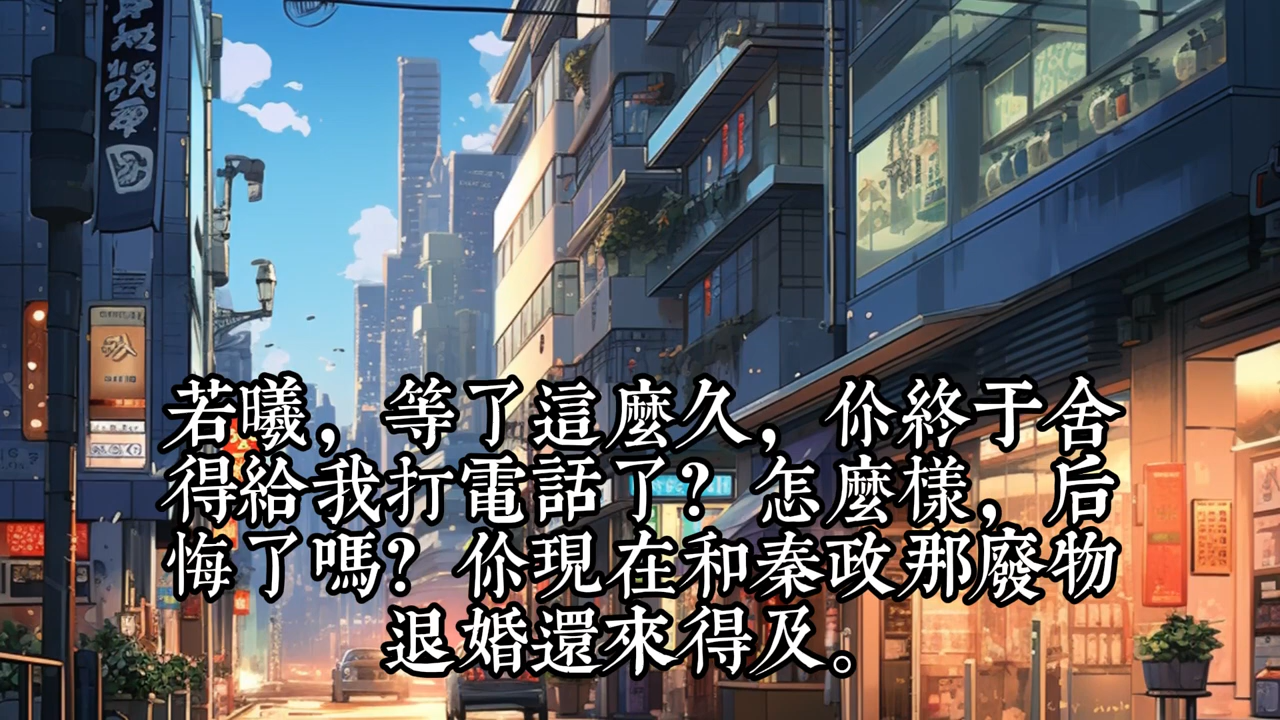 若曦，等了這麼久，你終于舍
得給我打電話了？怎麼樣，后
悔了嗎？你現在和秦政那廢物
退婚還來得及。